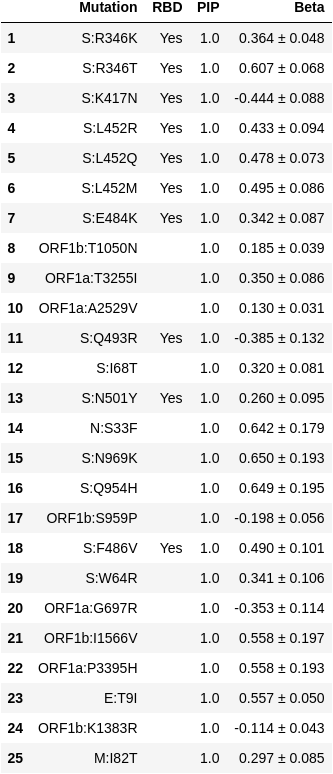 Mutation RBD PIP Beta
1 S:R346K Yes 1.0 0.364 ± 0.048
2 S:R346T Yes 1.0 0.607 ± 0.068
3 S:K417N Yes 1.0 -0.444 ± 0.088
4 S:L452R Yes 1.0 0.433 ± 0.094
5 S:L452Q Yes 1.0 0.478 ± 0.073
6 S:L452M Yes 1.0 0.495 ± 0.086
7 S:E484K Yes 1.0 0.342 ± 0.087
8 ORF1b:T1050N 1.0 0.185 ± 0.039
9 ORF1a:T3255I 1.0 0.350 ± 0.086
10 ORF1a:A2529V 1.0 0.130 ± 0.031
11 S:Q493R Yes 1.0 -0.385 ± 0.132
12 S:I68T 1.0 0.320 ± 0.081
13 S:N501Y Yes 1.0 0.260 ± 0.095
14 N:S33F 1.0 0.642 ± 0.179
15 S:N969K 1.0 0.650 ± 0.193
16 S:Q954H 1.0 0.649 ± 0.195
17 ORF1b:S959P 1.0 -0.198 ± 0.056
18 S:F486V Yes 1.0 0.490 ± 0.101
19 S:W64R 1.0 0.341 ± 0.106
20 ORF1a:G697R 1.0 -0.353 ± 0.114
21 ORF1b:I1566V 1.0 0.558 ± 0.197
22 ORF1a:P3395H 1.0 0.558 ± 0.193
23 E:T9I 1.0 0.557 ± 0.050
24 ORF1b:K1383R 1.0 -0.114 ± 0.043
25 M:I82T 1.0 0.297 ± 0.085